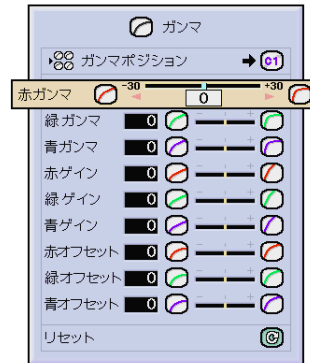 ガンマ
ガンマポジション C1
赤ガンマ -30 0 +30
緑ガンマ 0 - +
青ガンマ 0 - +
赤ゲイン 0 - +
緑ゲイン 0 - +
青ゲイン 0 - +
赤オフセット 0 - +
緑オフセット 0 - +
青オフセット 0 - +
リセット